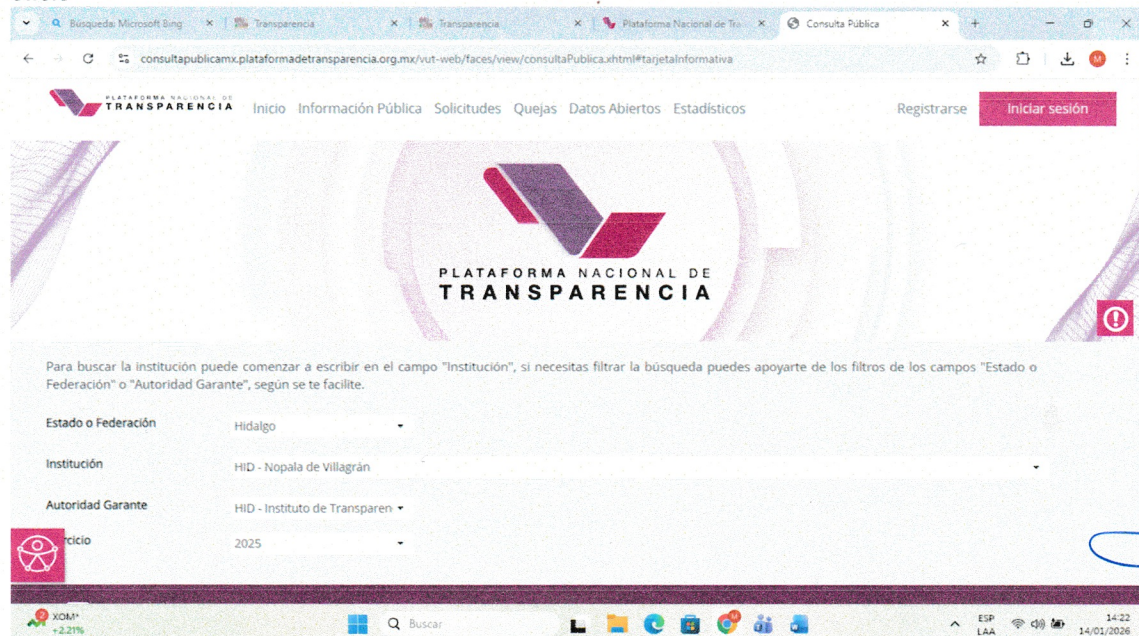 Búsqueda: Microsoft Bing
Transparencia
Transparencia
Plataforma Nacional de Tra
Consulta Pública
consultapublicamx.plataformadetransparencia.org.mx/vut-web/faces/view/consultaPublica.xhtml#tarjetaInformativa
M
PLATAFORMA NACIONAL DE
TRANSPARENCIA
Inicio Información Pública Solicitudes Quejas Datos Abiertos Estadísticos
Registrarse
Iniciar sesión
PLATAFORMA NACIONAL DE
TRANSPARENCIA
Para buscar la institución puede comenzar a escribir en el campo "Institución", si necesitas filtrar la búsqueda puedes apoyarte de los filtros de los campos "Estado o
Federación" o "Autoridad Garante", según se te facilite.
Estado o Federación Hidalgo
Institución HID - Nopala de Villagrán
Autoridad Garante HID - Instituto de Transparen
rcicio 2025
2
XOM*
+2.21%
Buscar
ESP
LAA
14:22
14/01/2026